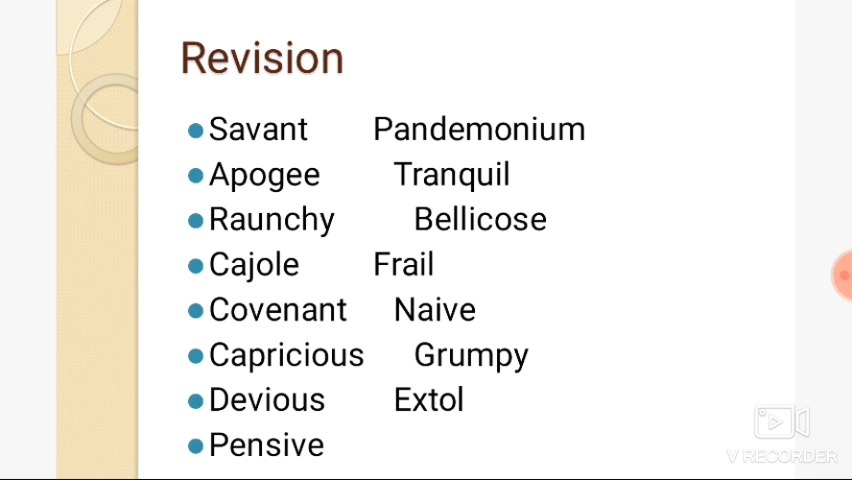 Revision
Savant Pandemonium
Apogee Tranquil
Raunchy Bellicose
Cajole Frail
Covenant Naive
Capricious Grumpy
Devious Extol
Pensive
V RECORDER